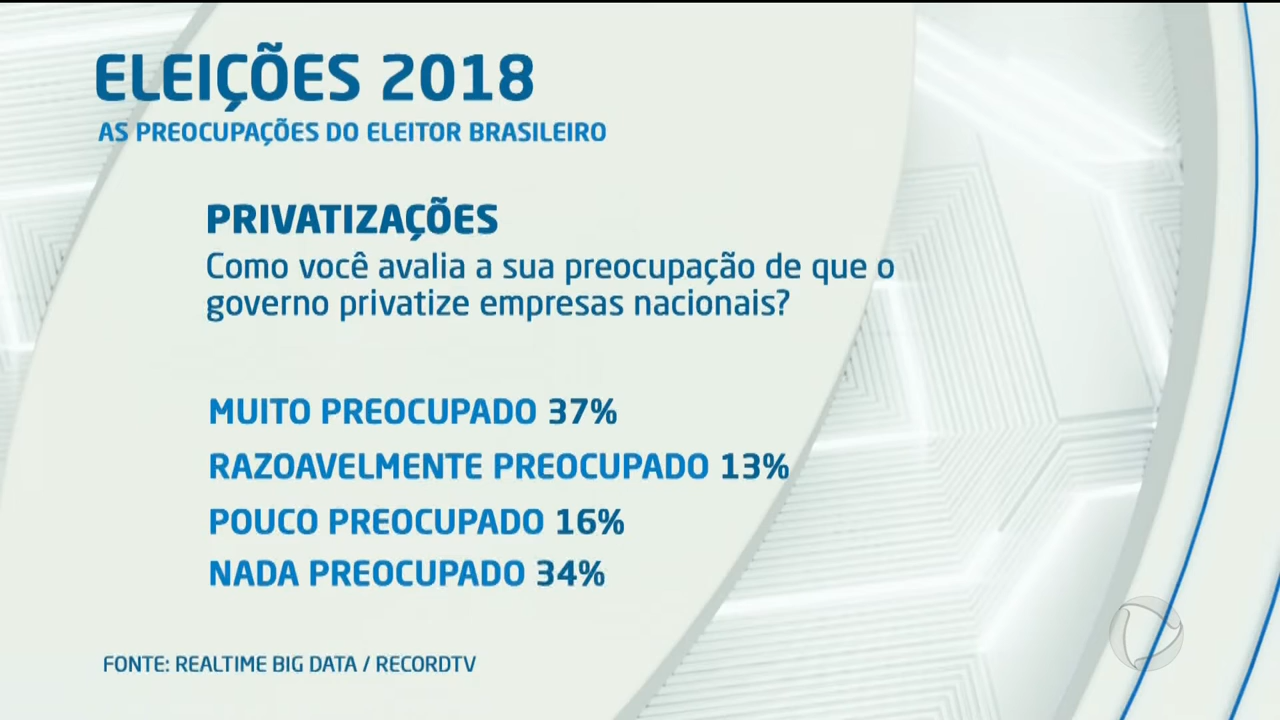 ELEIÇÕES 2018
AS PREOCUPAÇÕES DO ELEITOR BRASILEIRO
PRIVATIZAÇÕES
Como você avalia a sua preocupação de que o
governo privatize empresas nacionais?
MUITO PREOCUPADO 37%
RAZOAVELMENTE PREOCUPADO 13%
POUCO PREOCUPADO 16%
NADA PREOCUPADO 34%
FONTE: REALTIME BIG DATA / RECORDTV